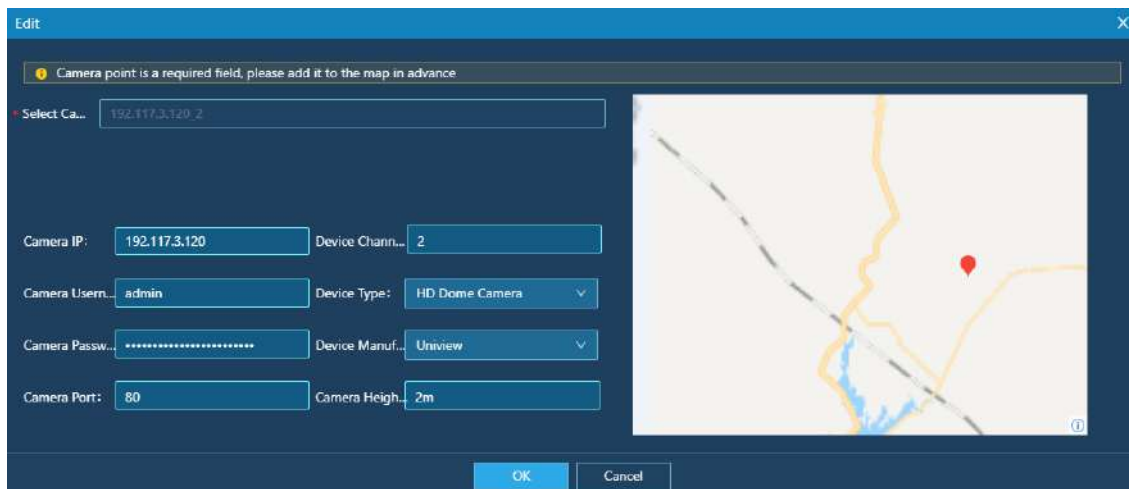 Edit
Camera point is a required field, please add it to the map in advance
* Select Ca... 192.117.3.120_2
Camera IP: 192.117.3.120 Device Chann... 2
Camera Usern... admin Device Type: HD Dome Camera
Camera Passw... •••••••••••••••••••••••• Device Manuf... Uniview
Camera Port: 80 Camera Heigh... 2m
OK Cancel